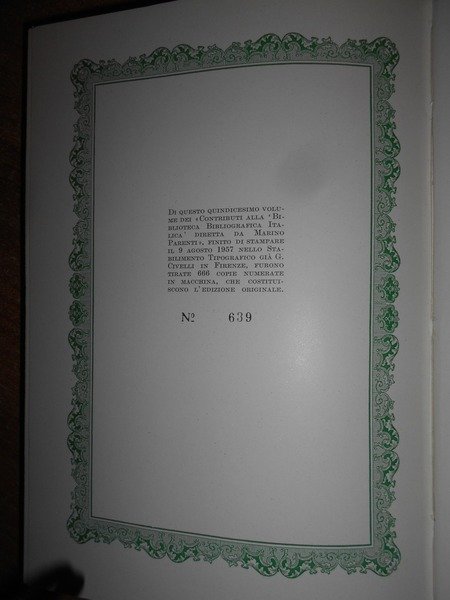 Di questo quindicesimo volu-
me dei «Contributi alla 'Bi-
blioteca Bibliografica Ita-
lica' diretta da Marino
Parenti», finito di stampare
il 9 agosto 1957 nello Sta-
bilimento Tipografico già G.
Civelli in Firenze, furono
tirate 666 copie numerate
in macchina, che costitui-
scono l'edizione originale.
No 639